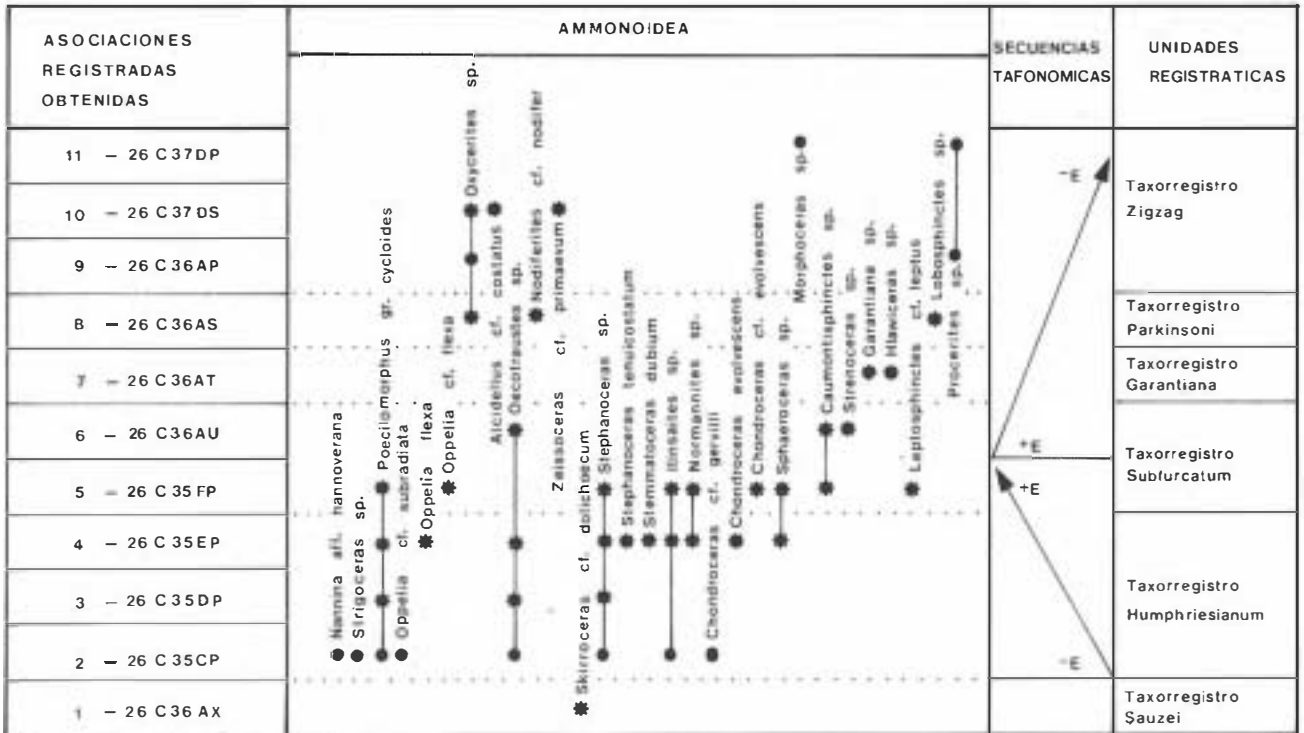 ASOCIACIONES
REGISTRADAS
OBTENIDAS
AMMONOIDEA
SECUENCIAS
TAFONOMICAS
UNIDADES
REGISTRATICAS
11 — 26 C 37 DP
10 — 26 C 37 DS
9 — 26 C 36 AP
8 — 26 C 36 AS
7 — 26 C 36 AT
6 — 26 C 36 AU
5 — 26 C 35 FP
4 — 26 C 35 EP
3 — 26 C 35 DP
2 — 26 C 35 CP
1 — 26 C 36 AX
Nannina aff. hannoverana
Strigoceras sp.
Poecilomorphus gr. cycloides
Oppelia cf. subradiata
Oppelia flexa
Oppelia cf. flexa
Oxycerites sp.
Alcidellus cf. costatus
Oecotraustes sp.
Nodiferites cf. nodifer
Zeissoceras cf. primaevum
Skirroceras cf. dolichoecum
Stephanoceras sp.
Stephanoceras tenuicostatum
Stemmatoceras dubium
Itinsaites sp.
Normannites sp.
Chondroceras cf. gervilii
Chondroceras evolvescens
Chondroceras cf. evolvescens
Sphaeroceras sp.
Morphoceras sp.
Caumontisphinctes sp.
Strenoceras sp.
Garantiana sp.
Hlawiceras sp.
Leptosphinctes cf. leptus
Lobosphinctes sp.
Procerites sp.
-E
+E
+E
-E
Taxorregistro
Zigzag
Taxorregistro
Parkinsoni
Taxorregistro
Garantiana
Taxorregistro
Subfurcatum
Taxorregistro
Humphriesianum
Taxorregistro
Sauzei